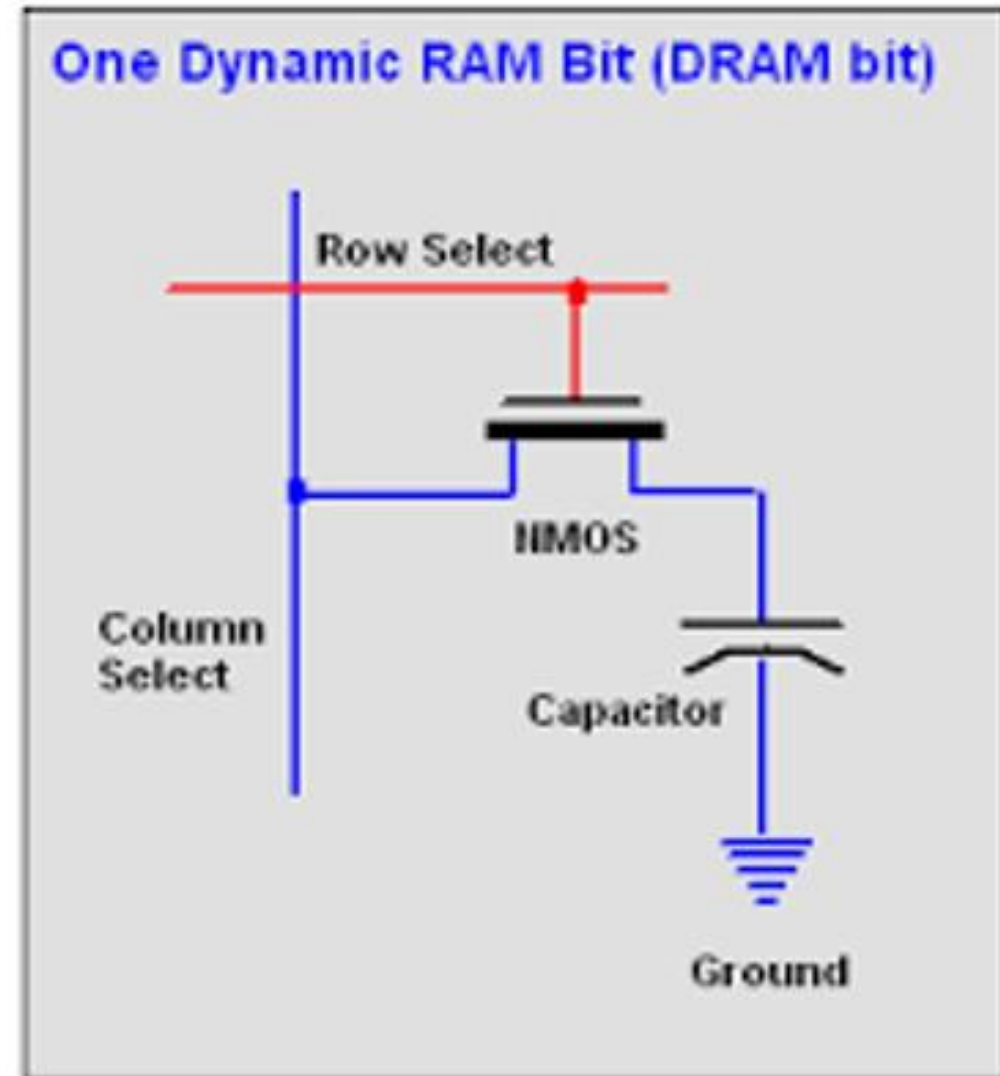 One Dynamic RAM Bit (DRAM bit)
Row Select
NMOS
Column
Select
Capacitor
Ground